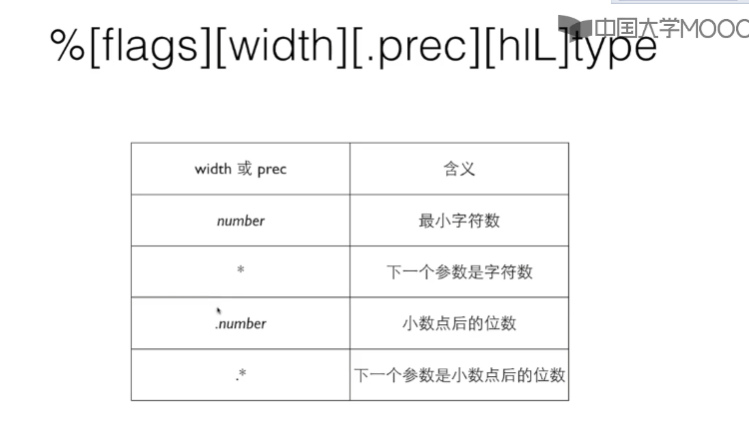 中国大学MOOC
%[flags][width][.prec][hlL]type
width 或 prec 含义
number 最小字符数
* 下一个参数是字符数
.number 小数点后的位数
.* 下一个参数是小数点后的位数